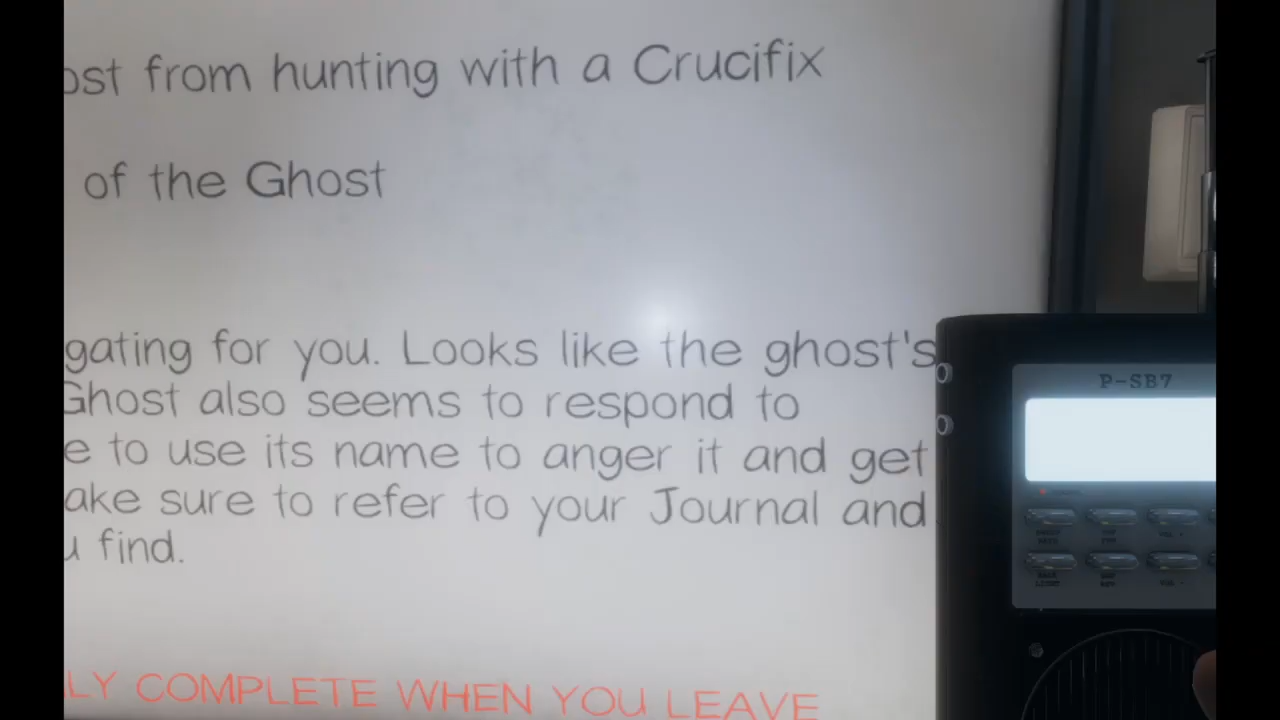 ost from hunting with a Crucifix
of the Ghost
gating for you. Looks like the ghost's
Ghost also seems to respond to
e to use its name to anger it and get
ake sure to refer to your Journal and
u find.
LY COMPLETE WHEN YOU LEAVE
P-SB7